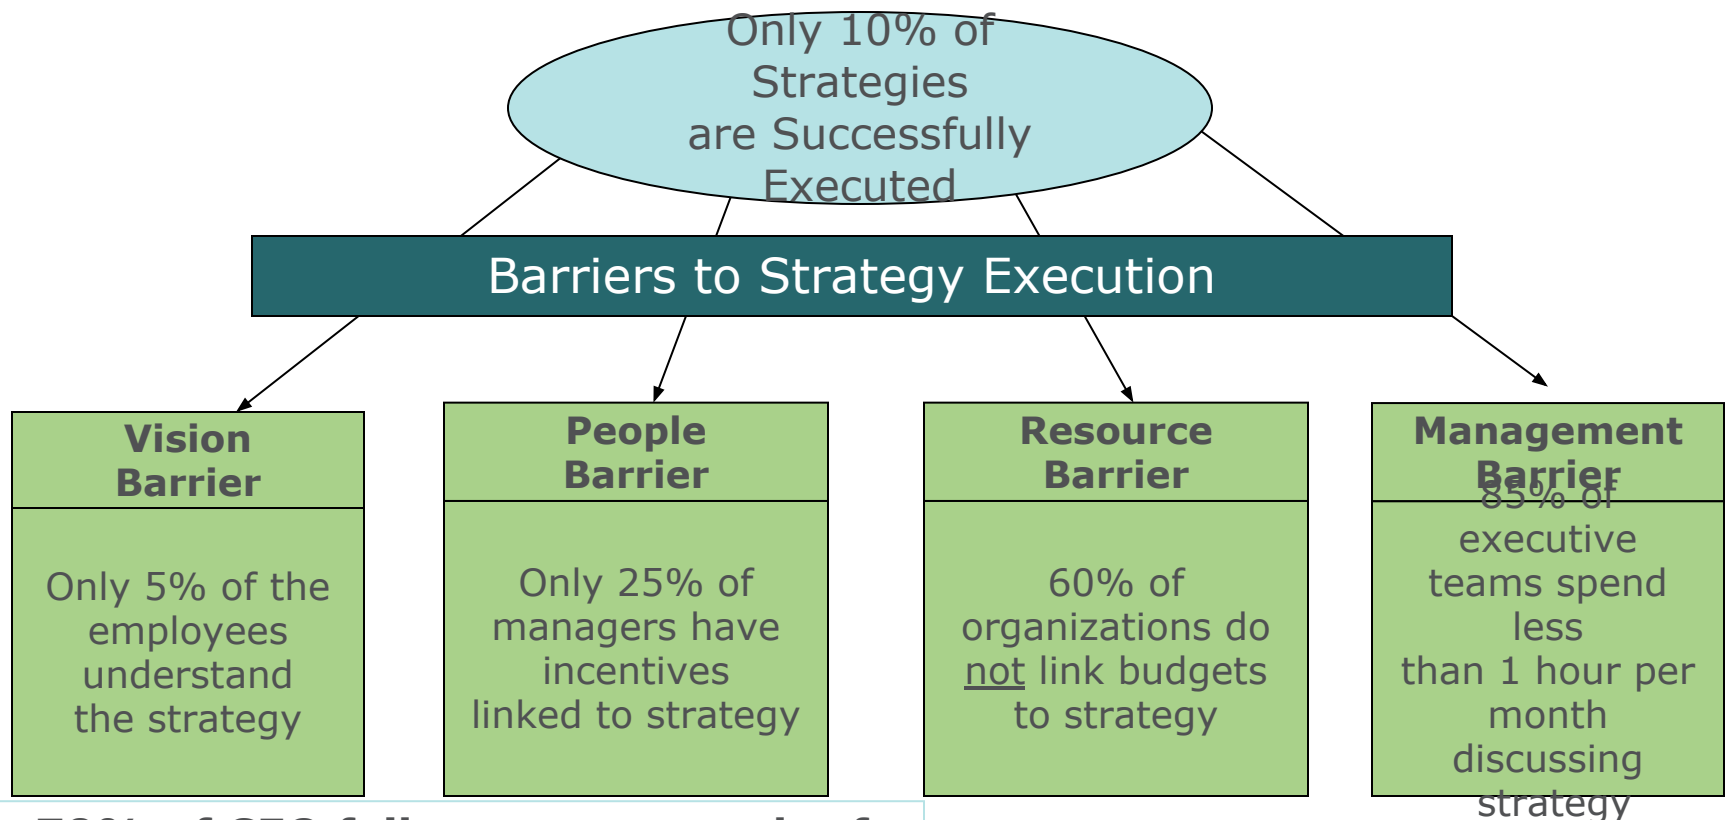 Only 10% of
Strategies
are Successfully
Executed
Barriers to Strategy Execution
Vision
Barrier
Only 5% of the
employees
understand
the strategy
People
Barrier
Only 25% of
managers have
incentives
linked to strategy
Resource
Barrier
60% of
organizations do
not link budgets
to strategy
Management
Barrier
85% of
executive
teams spend
less
than 1 hour per
month
discussing
strategy